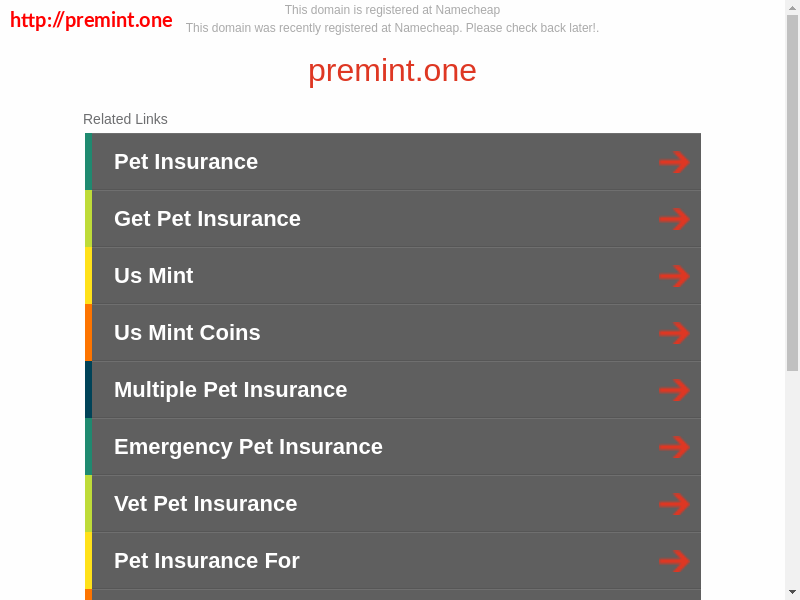 http://premint.one
This domain is registered at Namecheap
This domain was recently registered at Namecheap. Please check back later!.
premint.one
Related Links
Pet Insurance
Get Pet Insurance
Us Mint
Us Mint Coins
Multiple Pet Insurance
Emergency Pet Insurance
Vet Pet Insurance
Pet Insurance For